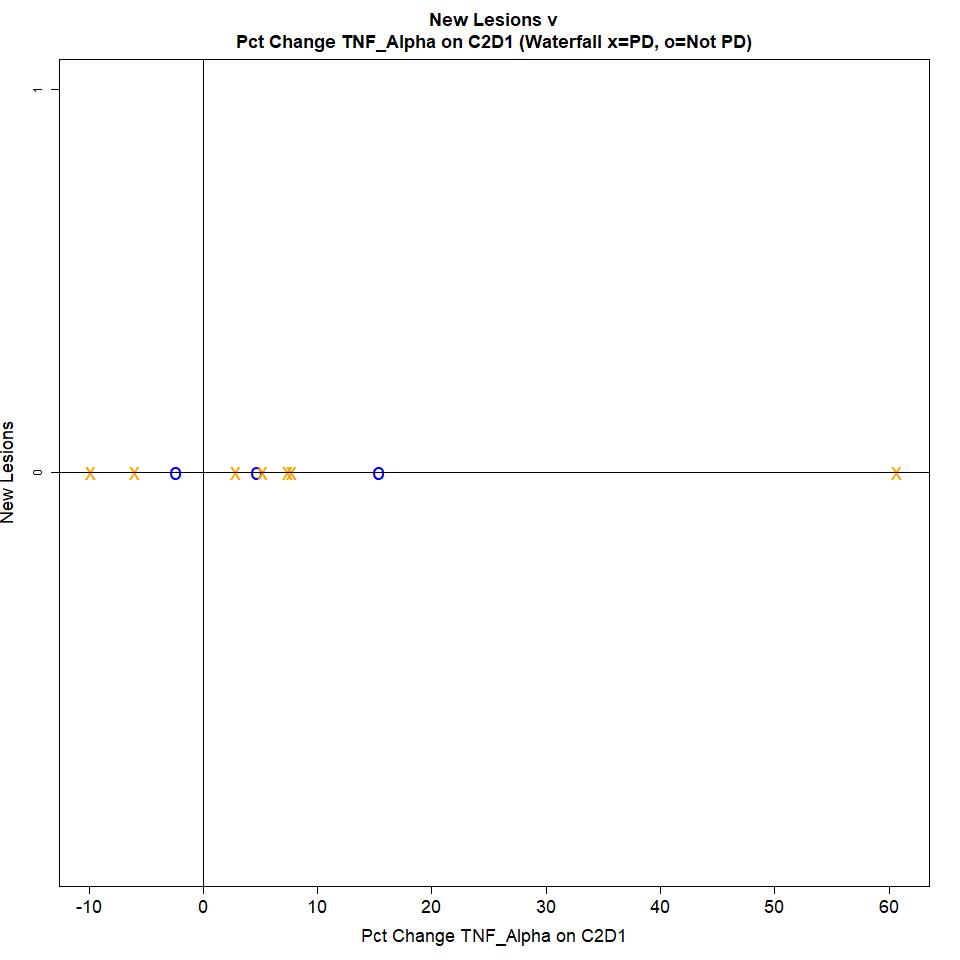 New Lesions v
Pct Change TNF_Alpha on C2D1 (Waterfall x=PD, o=Not PD)
1
0
New Lesions
x x o x o x x x o x
-10 0 10 20 30 40 50 60
Pct Change TNF_Alpha on C2D1